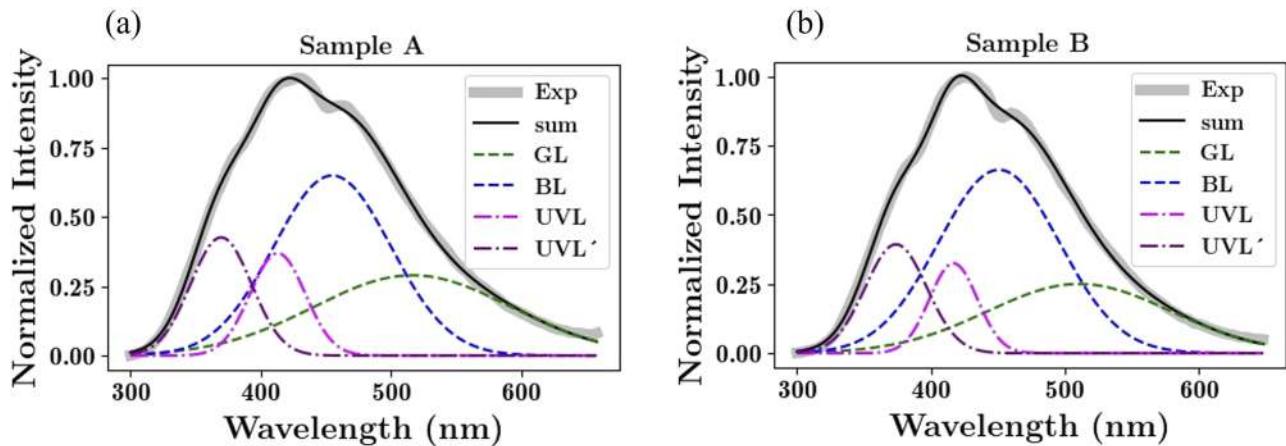 (a)
Sample A
Normalized Intensity
1.00
0.75
0.50
0.25
0.00
300
400
500
600
Wavelength (nm)
Exp
sum
GL
BL
UVL
UVL´
(b)
Sample B
Normalized Intensity
1.00
0.75
0.50
0.25
0.00
300
400
500
600
Wavelength (nm)
Exp
sum
GL
BL
UVL
UVL´